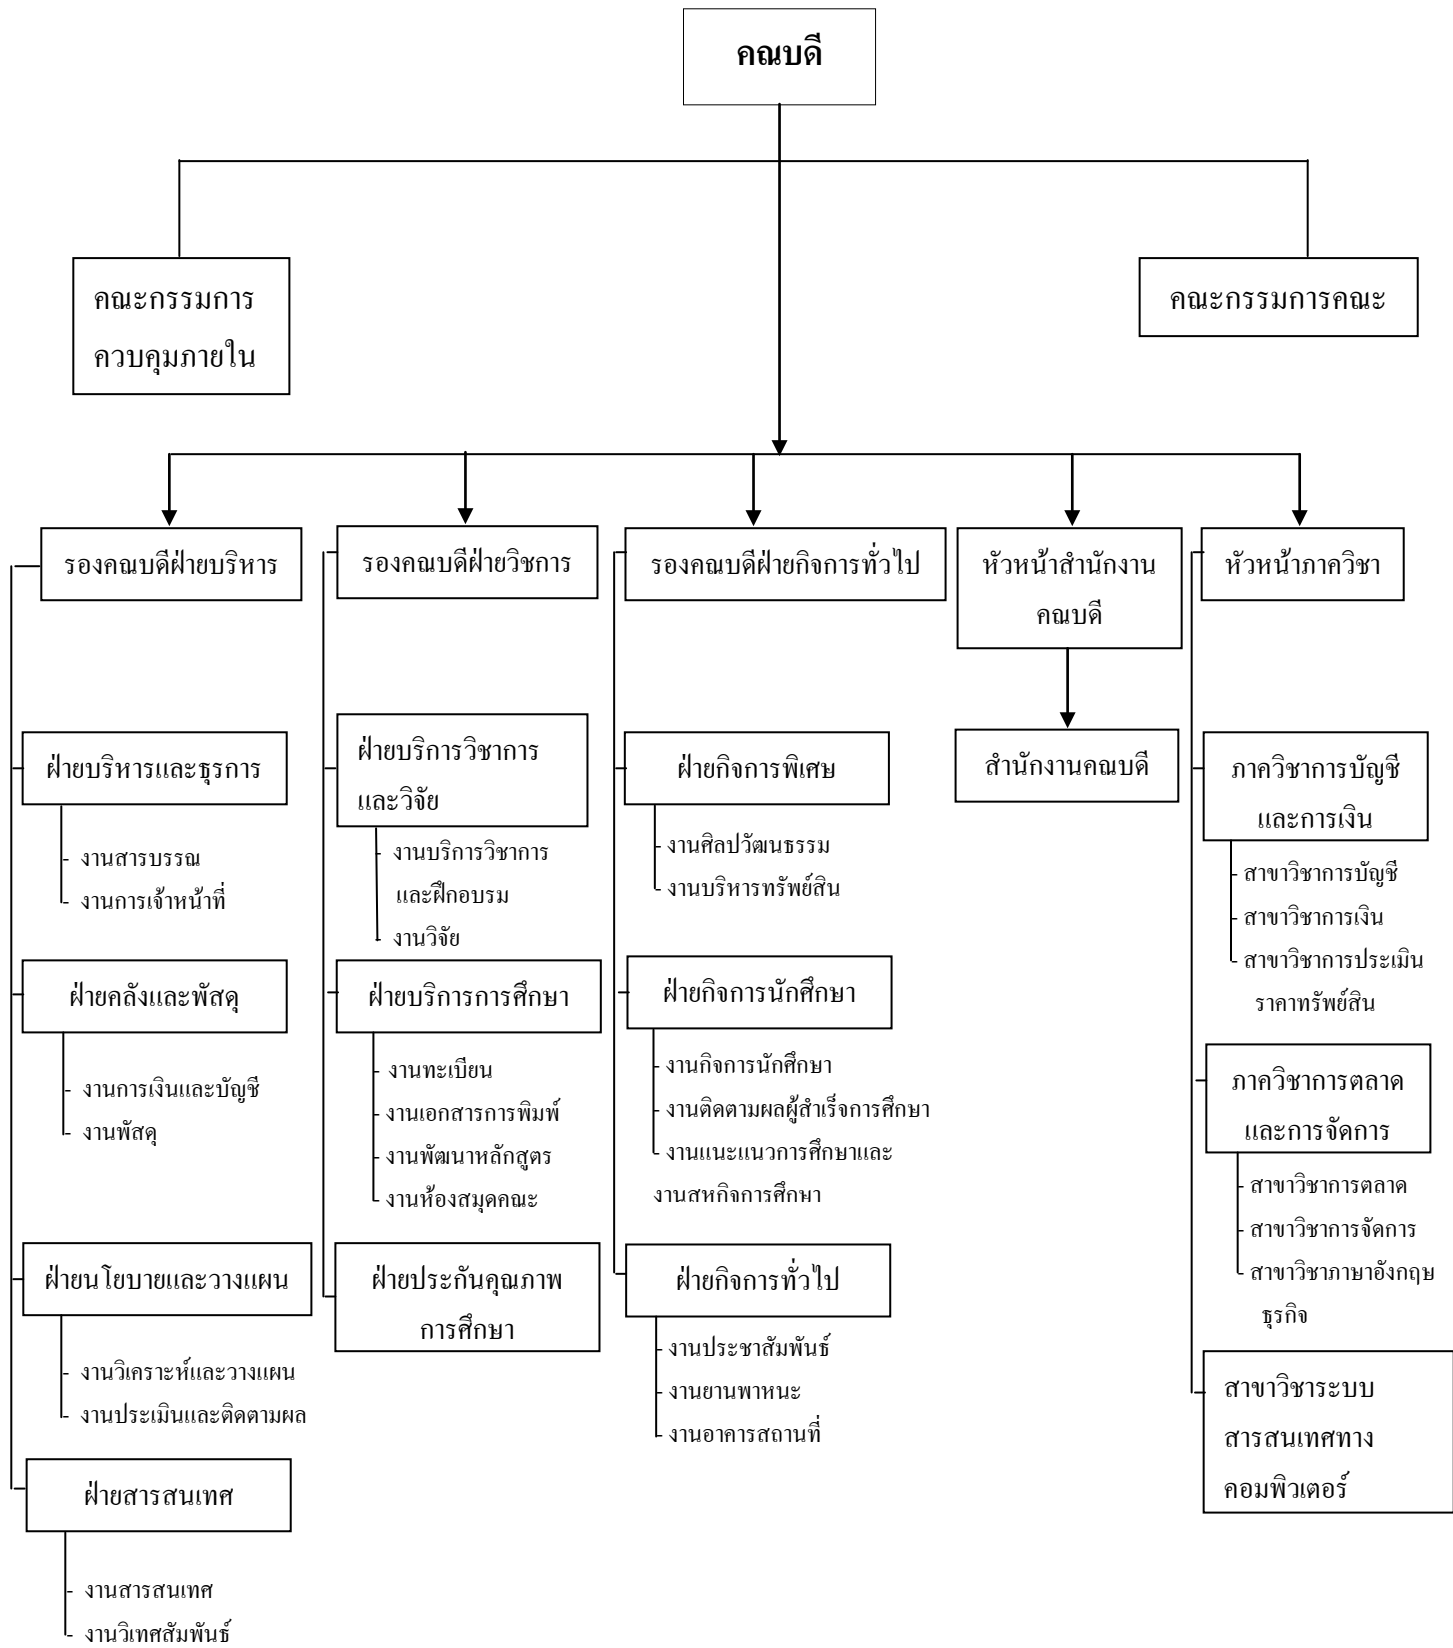 คณบดี
คณะกรรมการ
ควบคุมภายใน
คณะกรรมการคณะ
รองคณบดีฝ่ายบริหาร
รองคณบดีฝ่ายวิชการ
รองคณบดีฝ่ายกิจการทั่วไป
หัวหน้าสำนักงาน
คณบดี
หัวหน้าภาควิชา
ฝ่ายบริหารและธุรการ
- งานสารบรรณ
- งานการเจ้าหน้าที่
ฝ่ายคลังและพัสดุ
- งานการเงินและบัญชี
- งานพัสดุ
ฝ่ายนโยบายและวางแผน
- งานวิเคราะห์และวางแผน
- งานประเมินและติดตามผล
ฝ่ายสารสนเทศ
- งานสารสนเทศ
- งานวิเทศสัมพันธ์
ฝ่ายบริการวิชาการ
และวิจัย
- งานบริการวิชาการ
และฝึกอบรม
- งานวิจัย
ฝ่ายบริการการศึกษา
- งานทะเบียน
- งานเอกสารการพิมพ์
- งานพัฒนาหลักสูตร
- งานห้องสมุดคณะ
ฝ่ายประกันคุณภาพ
การศึกษา
ฝ่ายกิจการพิเศษ
- งานศิลปวัฒนธรรม
- งานบริหารทรัพย์สิน
ฝ่ายกิจการนักศึกษา
- งานกิจการนักศึกษา
- งานติดตามผลผู้สำเร็จการศึกษา
- งานแนะแนวการศึกษาและ
งานสหกิจการศึกษา
ฝ่ายกิจการทั่วไป
- งานประชาสัมพันธ์
- งานยานพาหนะ
- งานอาคารสถานที่
สำนักงานคณบดี
ภาควิชาการบัญชี
และการเงิน
- สาขาวิชาการบัญชี
- สาขาวิชาการเงิน
- สาขาวิชาการประเมิน
ราคาทรัพย์สิน
ภาควิชาการตลาด
และการจัดการ
- สาขาวิชาการตลาด
- สาขาวิชาการจัดการ
- สาขาวิชาภาษาอังกฤษ
ธุรกิจ
สาขาวิชาระบบ
สารสนเทศทาง
คอมพิวเตอร์